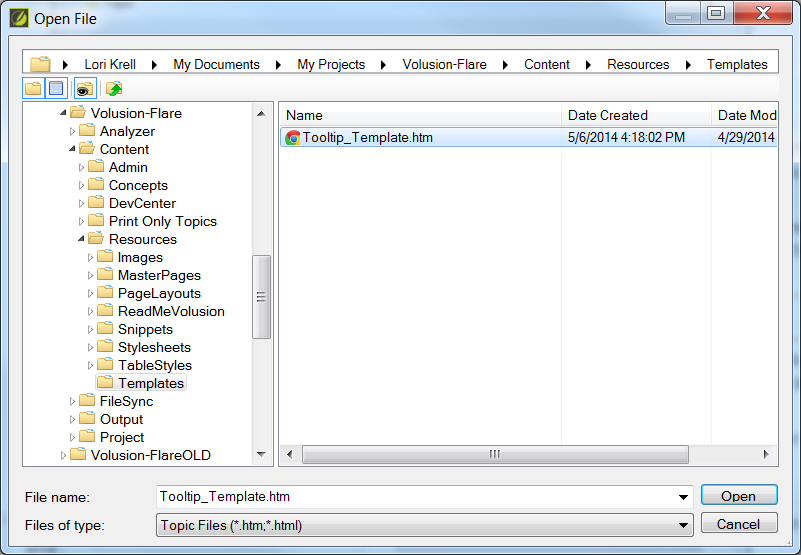 Open File
Lori Krell My Documents My Projects Volusion-Flare Content Resources Templates
Volusion-Flare
Analyzer
Content
Admin
Concepts
DevCenter
Print Only Topics
Resources
Images
MasterPages
PageLayouts
ReadMeVolusion
Snippets
Stylesheets
TableStyles
Templates
FileSync
Output
Project
Volusion-FlareOLD
Name Date Created Date Mod
Tooltip_Template.htm 5/6/2014 4:18:02 PM 4/29/2014
File name: Tooltip_Template.htm Open
Files of type: Topic Files (*.htm;*.html) Cancel